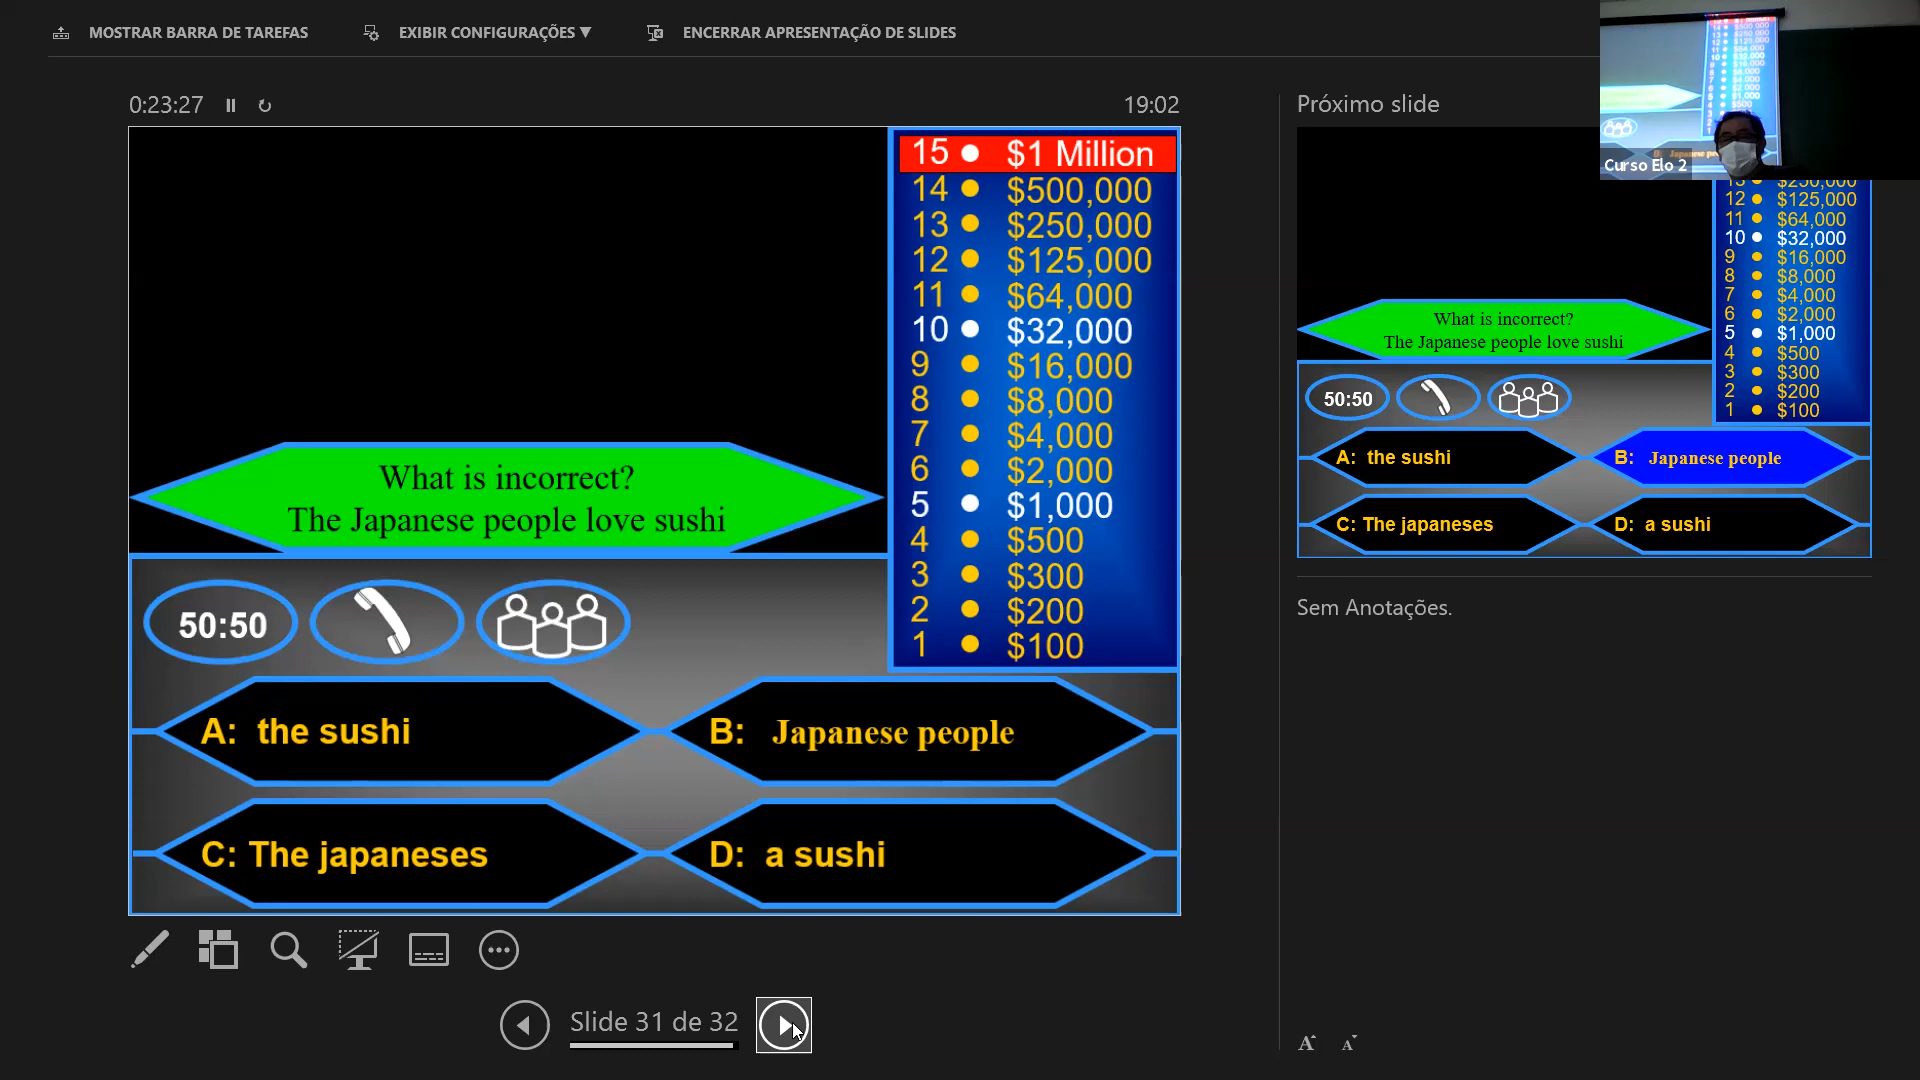 MOSTRAR BARRA DE TAREFAS
EXIBIR CONFIGURAÇÕES ▼
ENCERRAR APRESENTAÇÃO DE SLIDES
0:23:27
19:02
15 • $1 Million
14 • $500,000
13 • $250,000
12 • $125,000
11 • $64,000
10 • $32,000
9 • $16,000
8 • $8,000
7 • $4,000
6 • $2,000
5 • $1,000
4 • $500
3 • $300
2 • $200
1 • $100
What is incorrect?
The Japanese people love sushi
50:50
A: the sushi
B: Japanese people
C: The japaneses
D: a sushi
Slide 31 de 32
Próximo slide
Curso Elo 2
13 • $250,000
12 • $125,000
11 • $64,000
10 • $32,000
9 • $16,000
8 • $8,000
7 • $4,000
6 • $2,000
5 • $1,000
4 • $500
3 • $300
2 • $200
1 • $100
What is incorrect?
The Japanese people love sushi
50:50
A: the sushi
B: Japanese people
C: The japaneses
D: a sushi
Sem Anotações.
A A